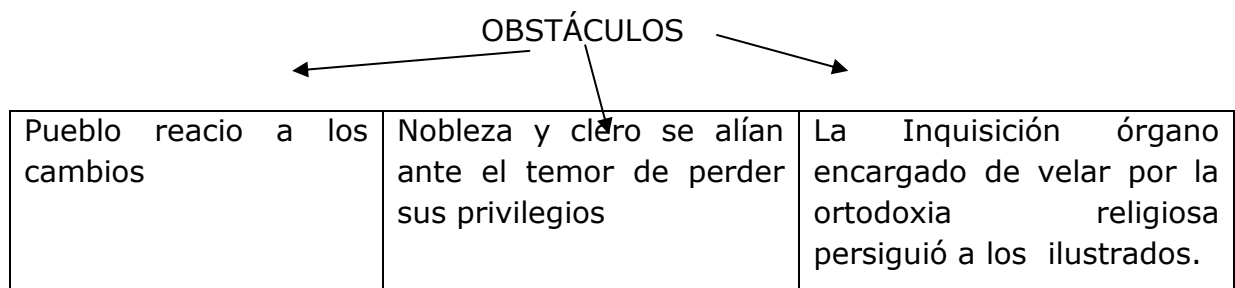 OBSTÁCULOS
Pueblo reacio a los
cambios
Nobleza y clero se alían
ante el temor de perder
sus privilegios
La Inquisición órgano
encargado de velar por la
ortodoxia religiosa
persiguió a los ilustrados.